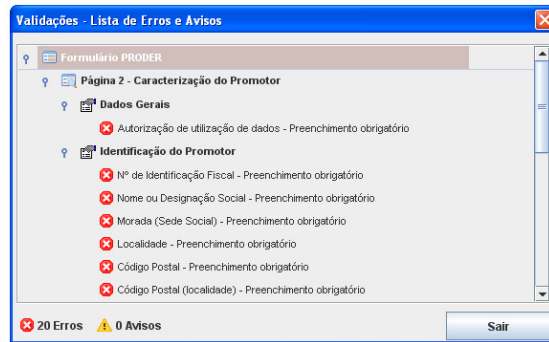 Validações - Lista de Erros e Avisos
Formulário PRODER
Página 2 - Caracterização do Promotor
Dados Gerais
Autorização de utilização de dados - Preenchimento obrigatório
Identificação do Promotor
Nº de Identificação Fiscal - Preenchimento obrigatório
Nome ou Designação Social - Preenchimento obrigatório
Morada (Sede Social) - Preenchimento obrigatório
Localidade - Preenchimento obrigatório
Código Postal - Preenchimento obrigatório
Código Postal (localidade) - Preenchimento obrigatório
20 Erros 0 Avisos Sair